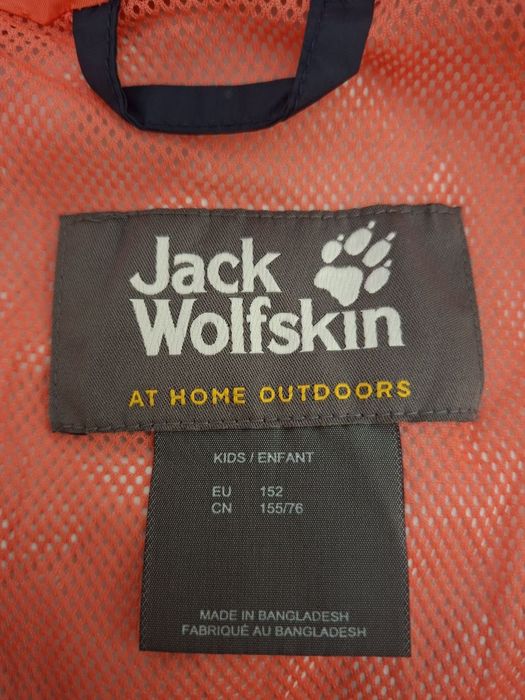 Jack
Wolfskin
AT HOME OUTDOORS
KIDS / ENFANT
EU 152
CN 155/76
MADE IN BANGLADESH
FABRIQUÉ AU BANGLADESH